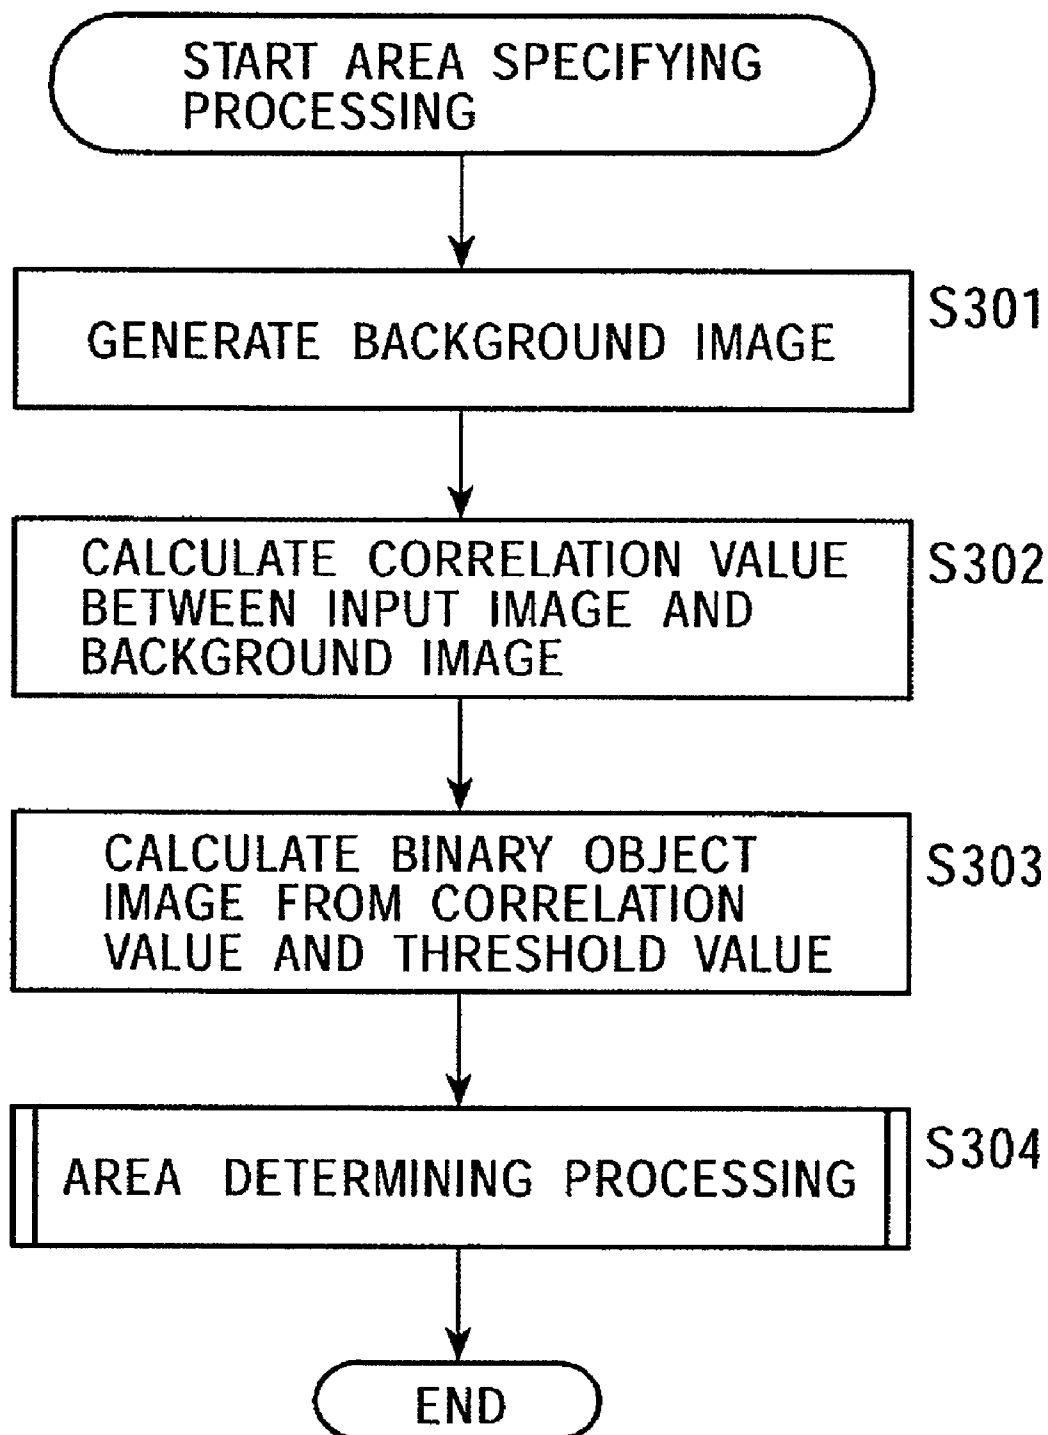 START AREA SPECIFYING
PROCESSING
GENERATE BACKGROUND IMAGE
S301
CALCULATE CORRELATION VALUE
BETWEEN INPUT IMAGE AND
BACKGROUND IMAGE
S302
CALCULATE BINARY OBJECT
IMAGE FROM CORRELATION
VALUE AND THRESHOLD VALUE
S303
AREA DETERMINING PROCESSING
S304
END